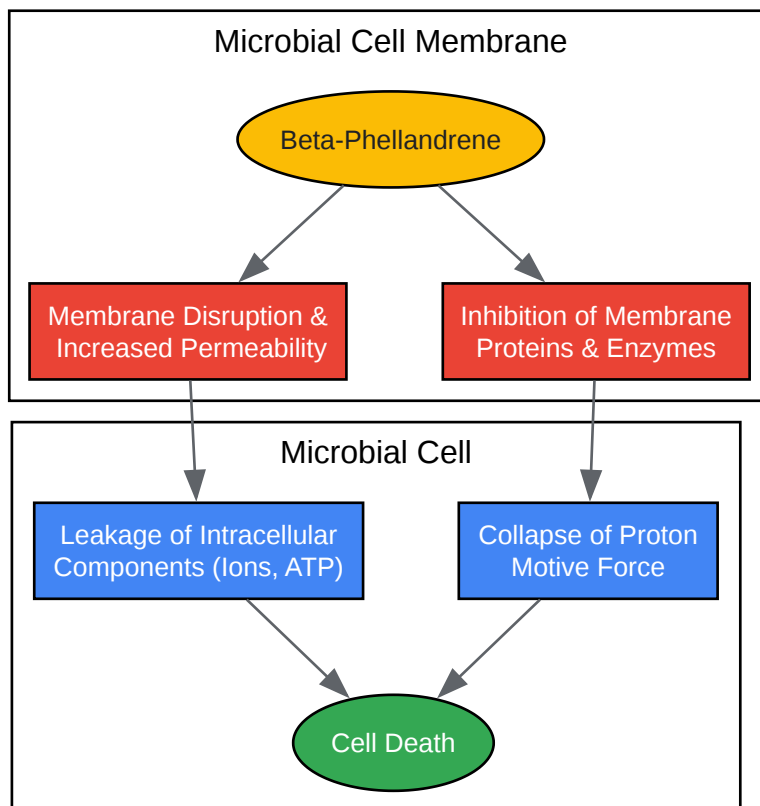 Microbial Cell Membrane
Beta-Phellandrene
Membrane Disruption &
Increased Permeability
Inhibition of Membrane
Proteins & Enzymes
Microbial Cell
Leakage of Intracellular
Components (Ions, ATP)
Collapse of Proton
Motive Force
Cell Death